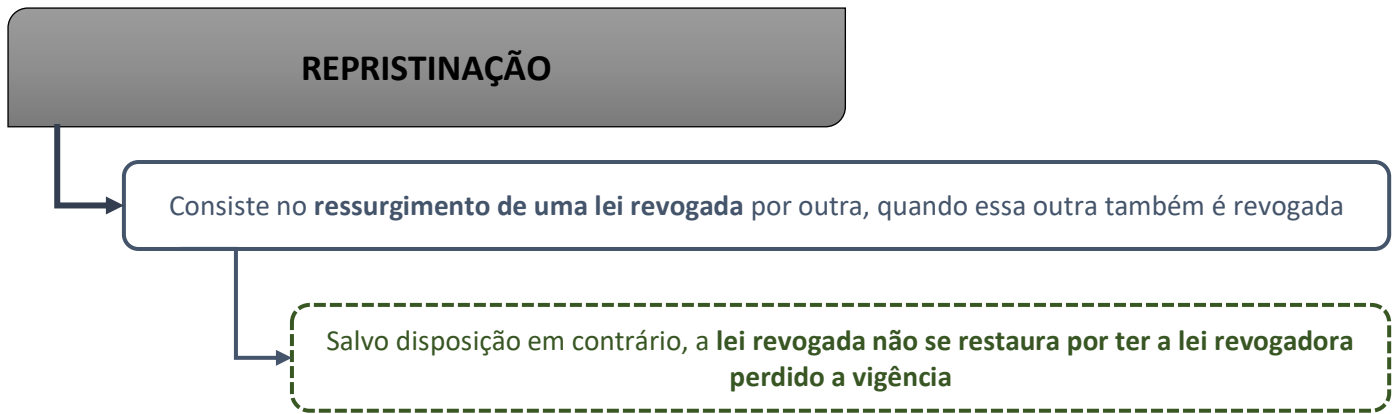 REPRISTINAÇÃO
Consiste no ressurgimento de uma lei revogada por outra, quando essa outra também é revogada
Salvo disposição em contrário, a lei revogada não se restaura por ter a lei revogadora
perdido a vigência